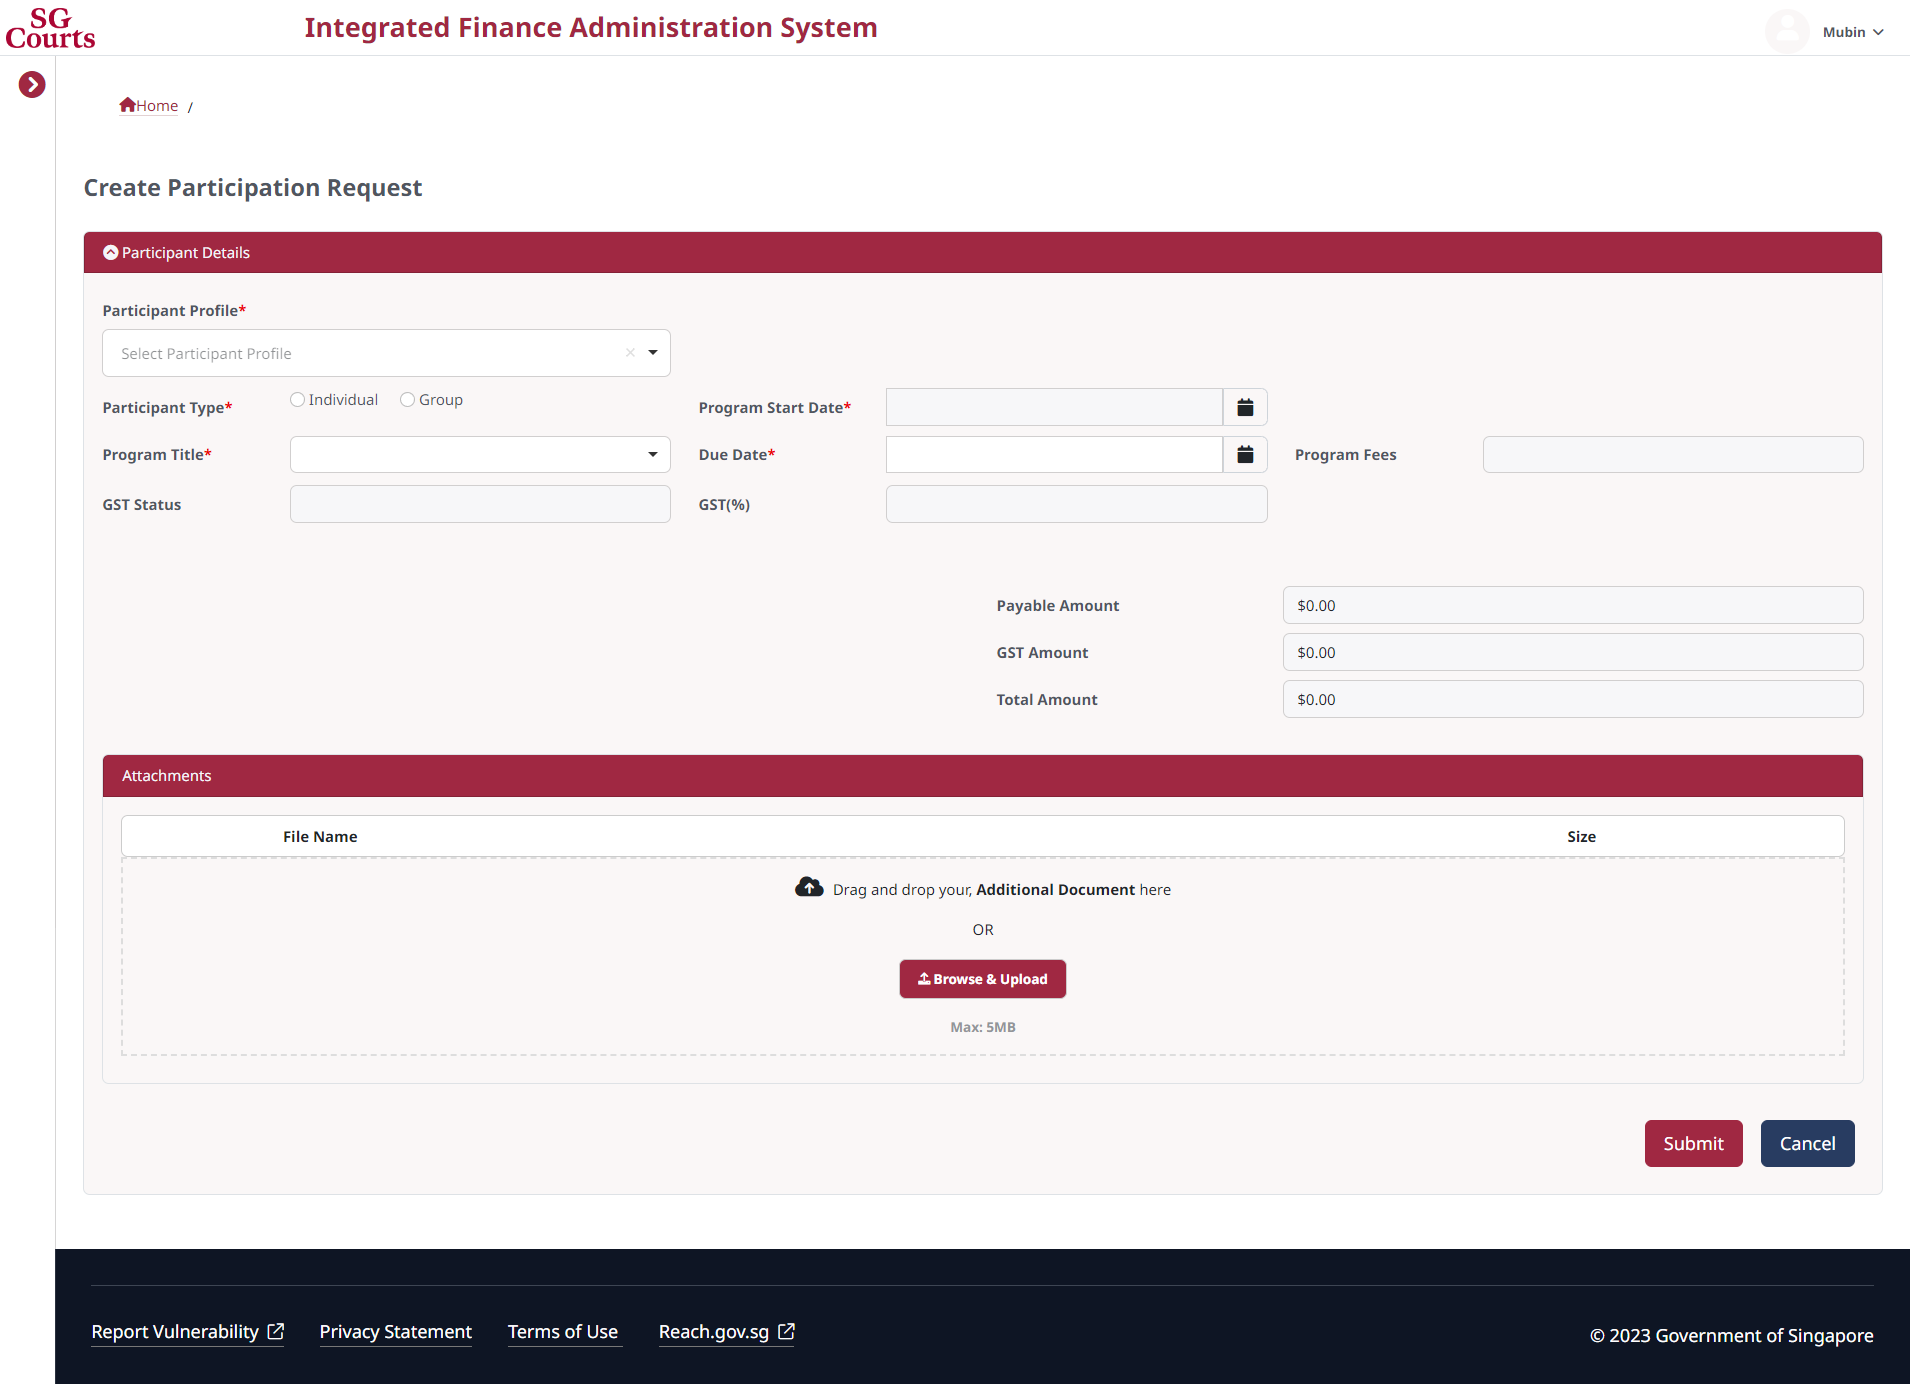 SG
Courts
Integrated Finance Administration System
Mubin
Home /
Create Participation Request
Participant Details
Participant Profile*
Select Participant Profile
Participant Type*
Individual
Group
Program Start Date*
Program Title*
Due Date*
Program Fees
GST Status
GST(%)
Payable Amount
$0.00
GST Amount
$0.00
Total Amount
$0.00
Attachments
File Name
Size
Drag and drop your, Additional Document here
OR
Browse & Upload
Max: 5MB
Submit
Cancel
Report Vulnerability
Privacy Statement
Terms of Use
Reach.gov.sg
© 2023 Government of Singapore